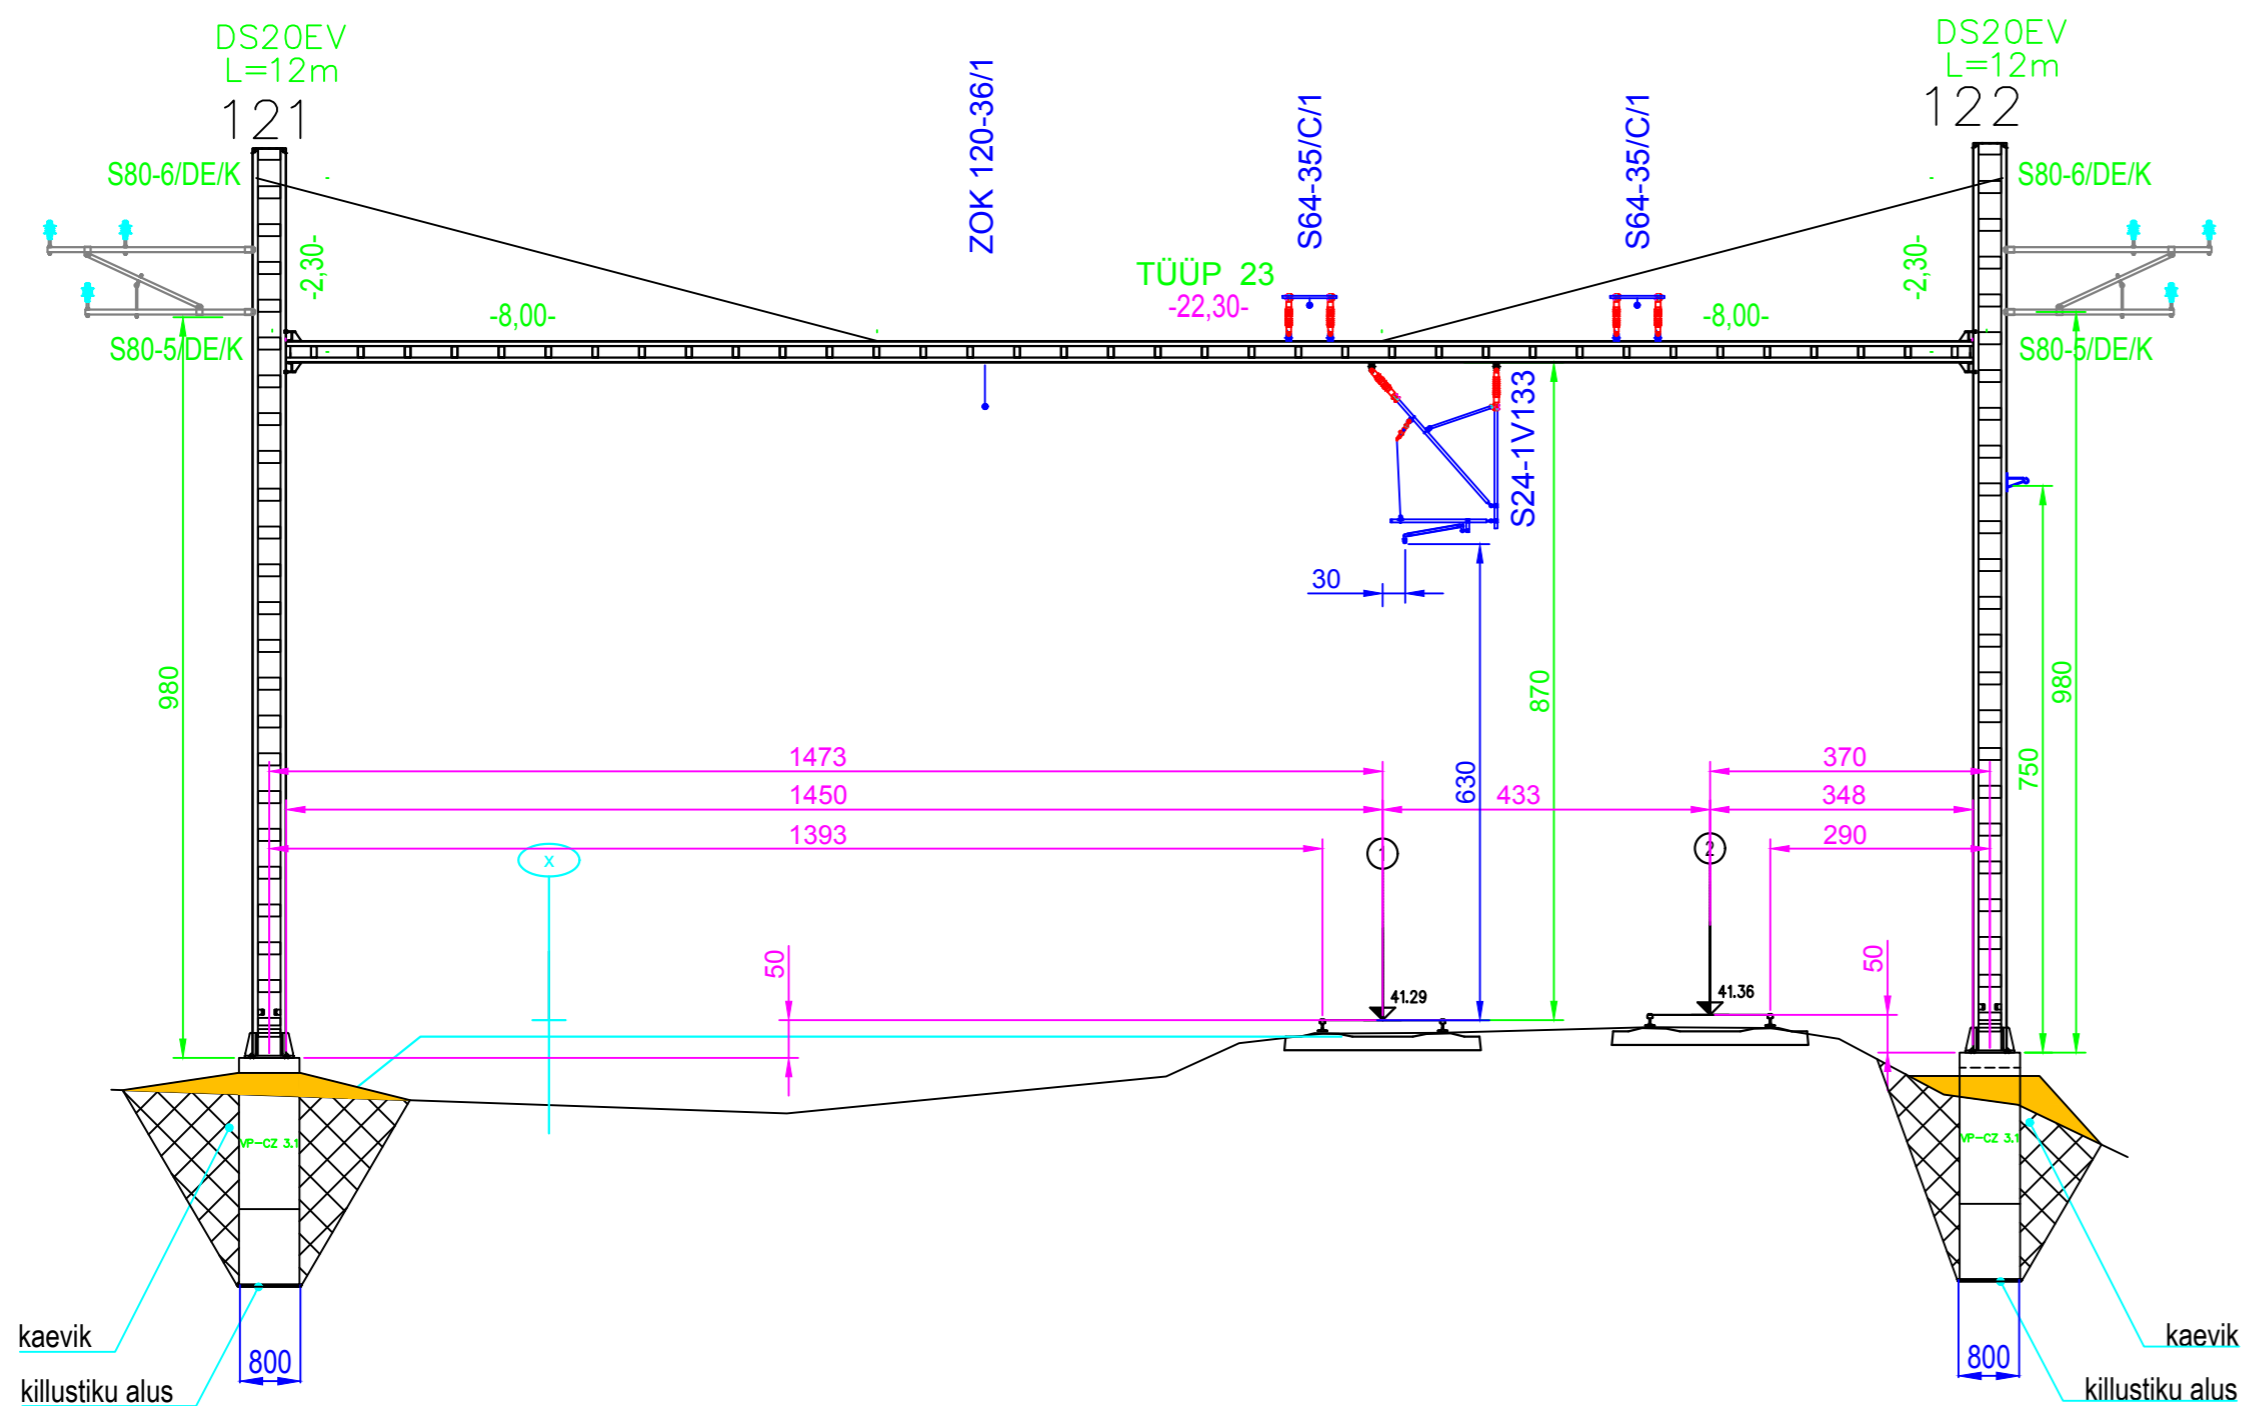 DS20EV
L=12m
121
DS20EV
L=12m
122
ZOK 120-36/1
S64-35/C/1
S64-35/C/1
S80-6/DE/K
S80-6/DE/K
-2,30-
-2,30-
TÜÜP 23
-22,30-
-8,00-
-8,00-
S80-5/DE/K
S80-5/DE/K
S24-1V133
30
980
870
980
750
630
1473
370
1450
433
348
1393
290
x
1
2
50
50
41.29
41.36
VP-CZ 3.1
VP-CZ 3.1
kaevik
kaevik
800
800
killustiku alus
killustiku alus